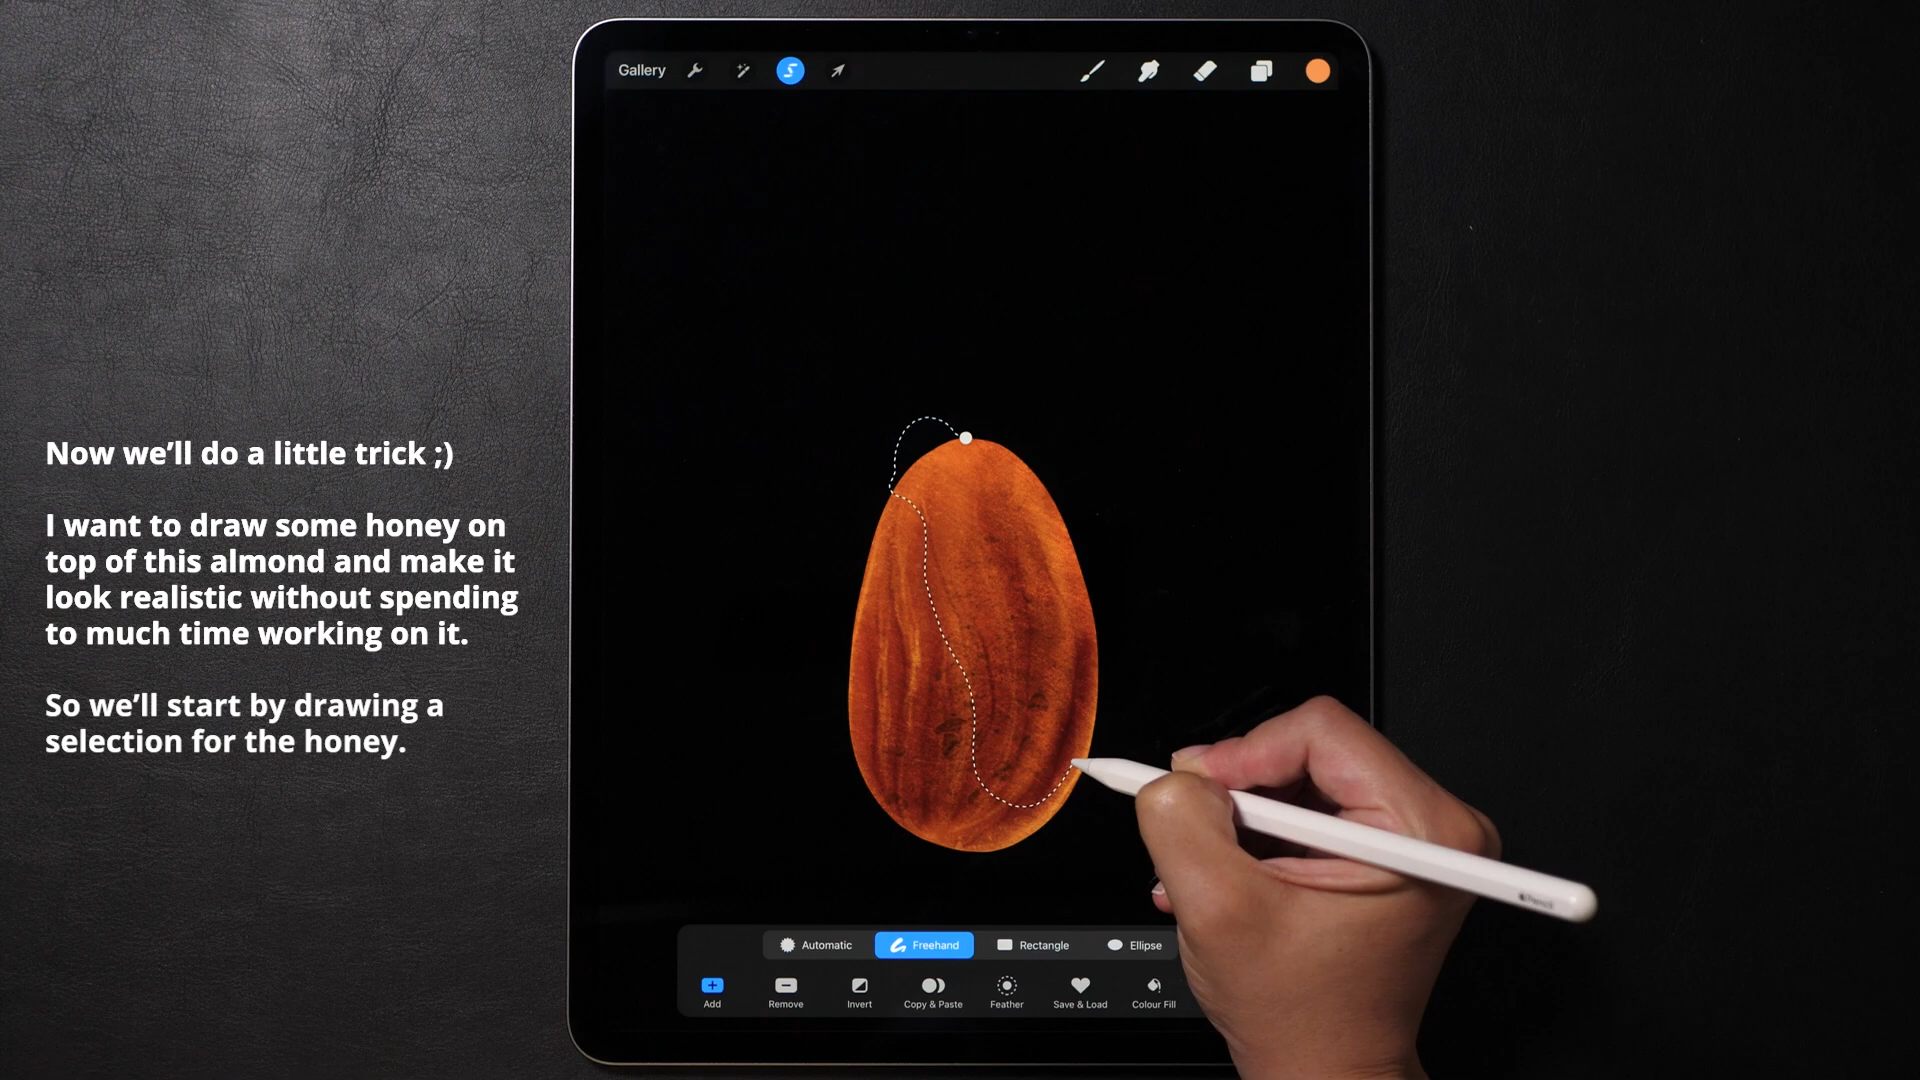 Gallery
Now we’ll do a little trick ;)
I want to draw some honey on
top of this almond and make it
look realistic without spending
to much time working on it.
So we’ll start by drawing a
selection for the honey.
Automatic
Freehand
Rectangle
Ellipse
Add
Remove
Invert
Copy & Paste
Feather
Save & Load
Colour Fill
Pencil